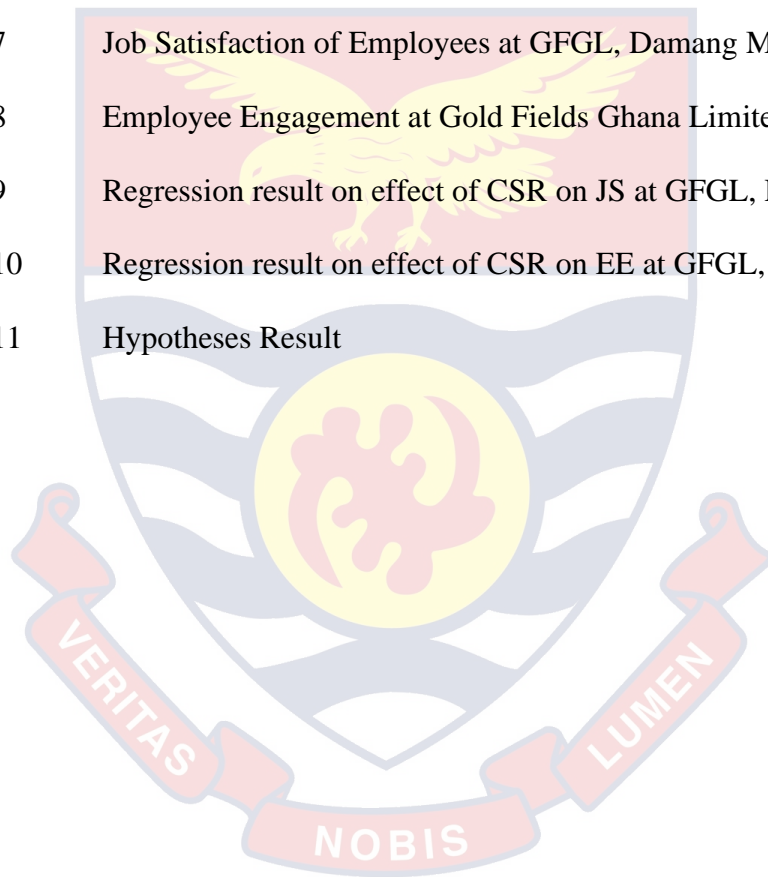 7 Job Satisfaction of Employees at GFGL, Damang M
8 Employee Engagement at Gold Fields Ghana Limite
9 Regression result on effect of CSR on JS at GFGL,
10 Regression result on effect of CSR on EE at GFGL,
11 Hypotheses Result
VERITAS
NOBIS
LUMEN